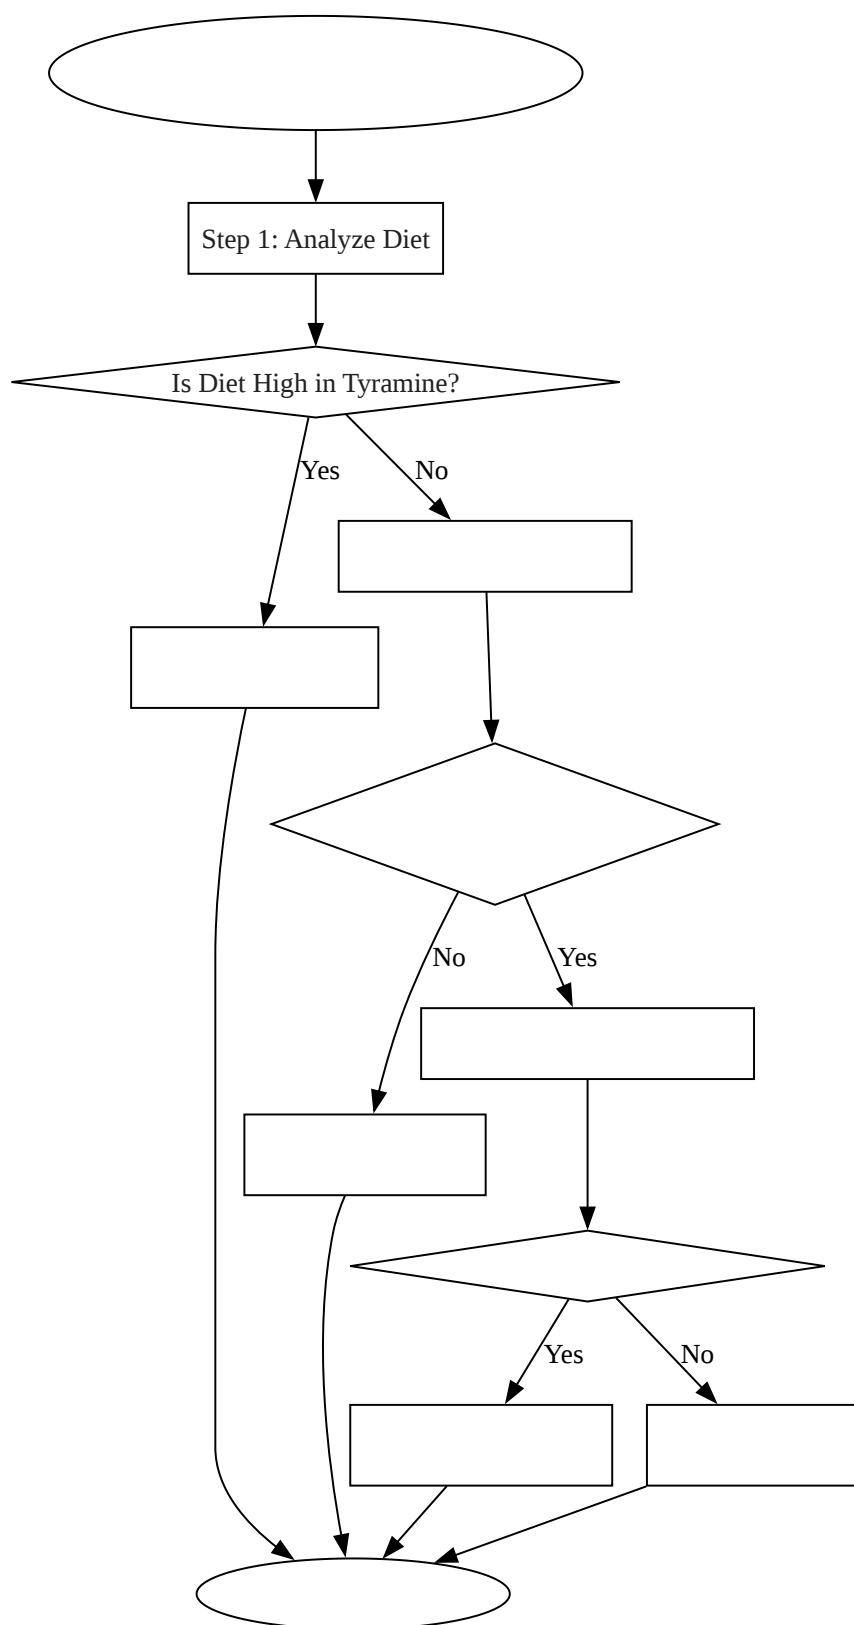 Step 1: Analyze Diet
Is Diet High in Tyramine?
Yes
No
No
Yes
Yes
No